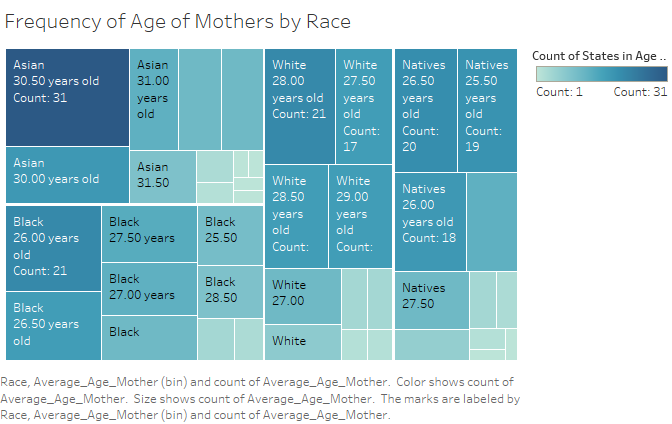 Frequency of Age of Mothers by Race
Asian
30.50 years old
Count: 31
Asian
31.00
years
old
Asian
30.00 years old
Asian
31.50
White
28.00
years old
Count: 21
White
27.50
years
old
Count:
17
White
28.50
years
old
Count:
White
29.00
years
old
Count:
White
27.00
White
Natives
26.50
years
old
Count:
20
Natives
25.50
years
old
Count:
19
Natives
26.00
years old
Count: 18
Natives
27.50
Black
26.00 years
old
Count: 21
Black
26.50 years
old
Black
27.50 years
Black
27.00 years
Black
Black
25.50
Black
28.50
Count of States in Age ..
Count: 1
Count: 31
Race, Average_Age_Mother (bin) and count of Average_Age_Mother. Color shows count of
Average_Age_Mother. Size shows count of Average_Age_Mother. The marks are labeled by
Race, Average_Age_Mother (bin) and count of Average_Age_Mother.